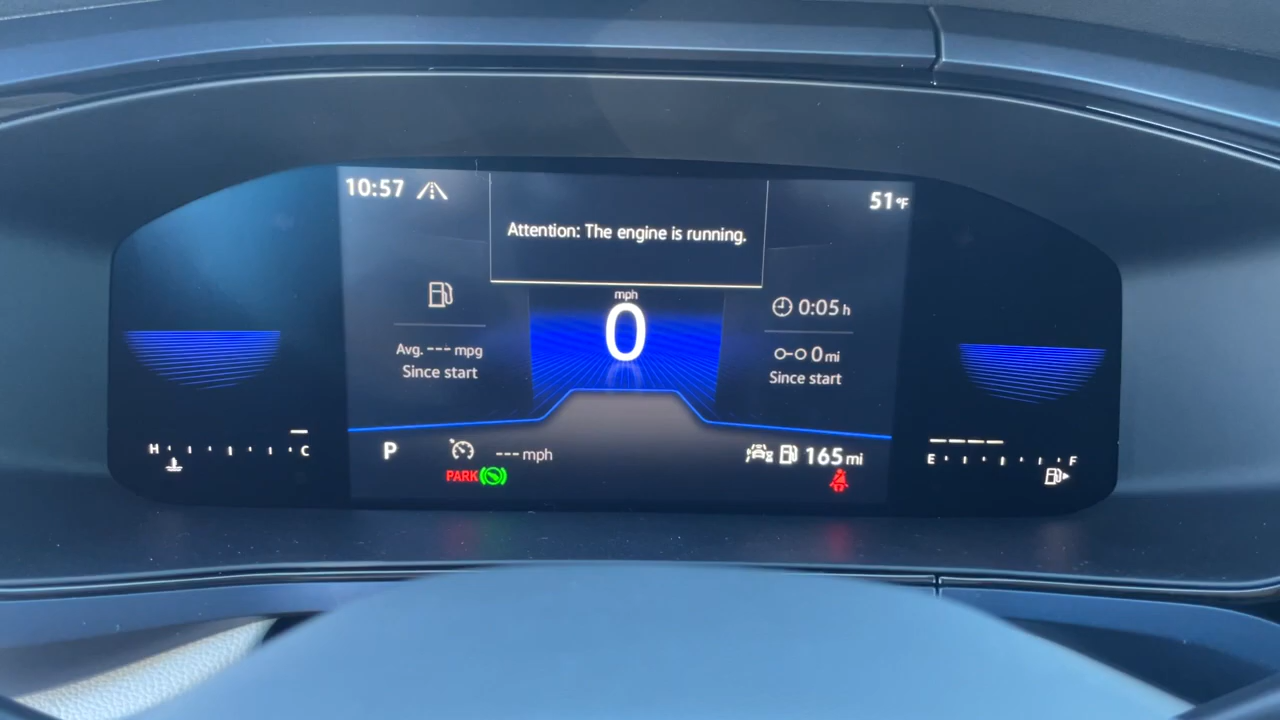 10:57
51°F
Attention: The engine is running.
mph
0
0:05 h
Avg. --- mpg
Since start
0 mi
Since start
H C
P
--- mph
165 mi
E F
PARK